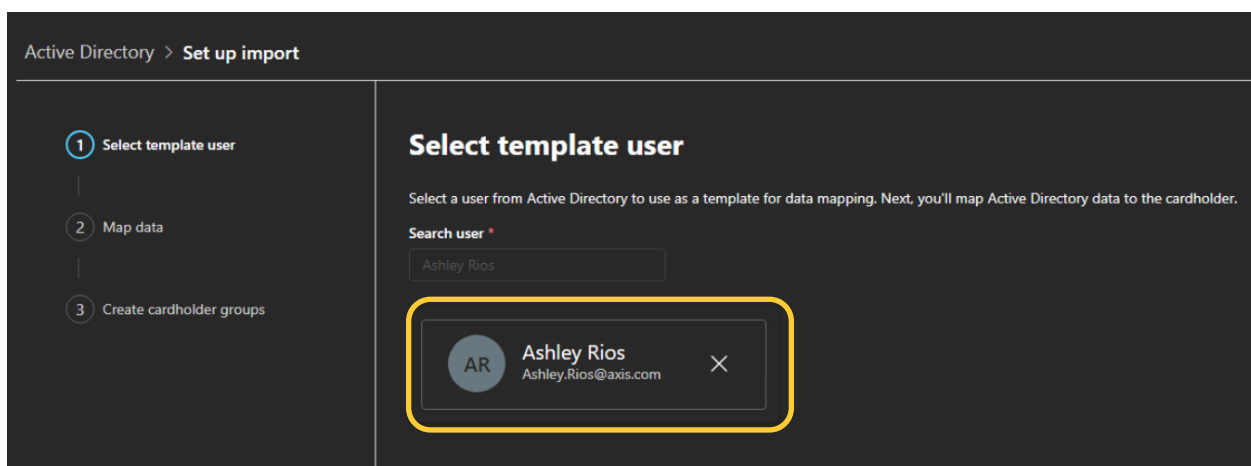 Active Directory > Set up import
1 Select template user
2 Map data
3 Create cardholder groups
Select template user
Select a user from Active Directory to use as a template for data mapping. Next, you'll map Active Directory data to the cardholder.
Search user *
Ashley Rios
AR
Ashley Rios
Ashley.Rios@axis.com